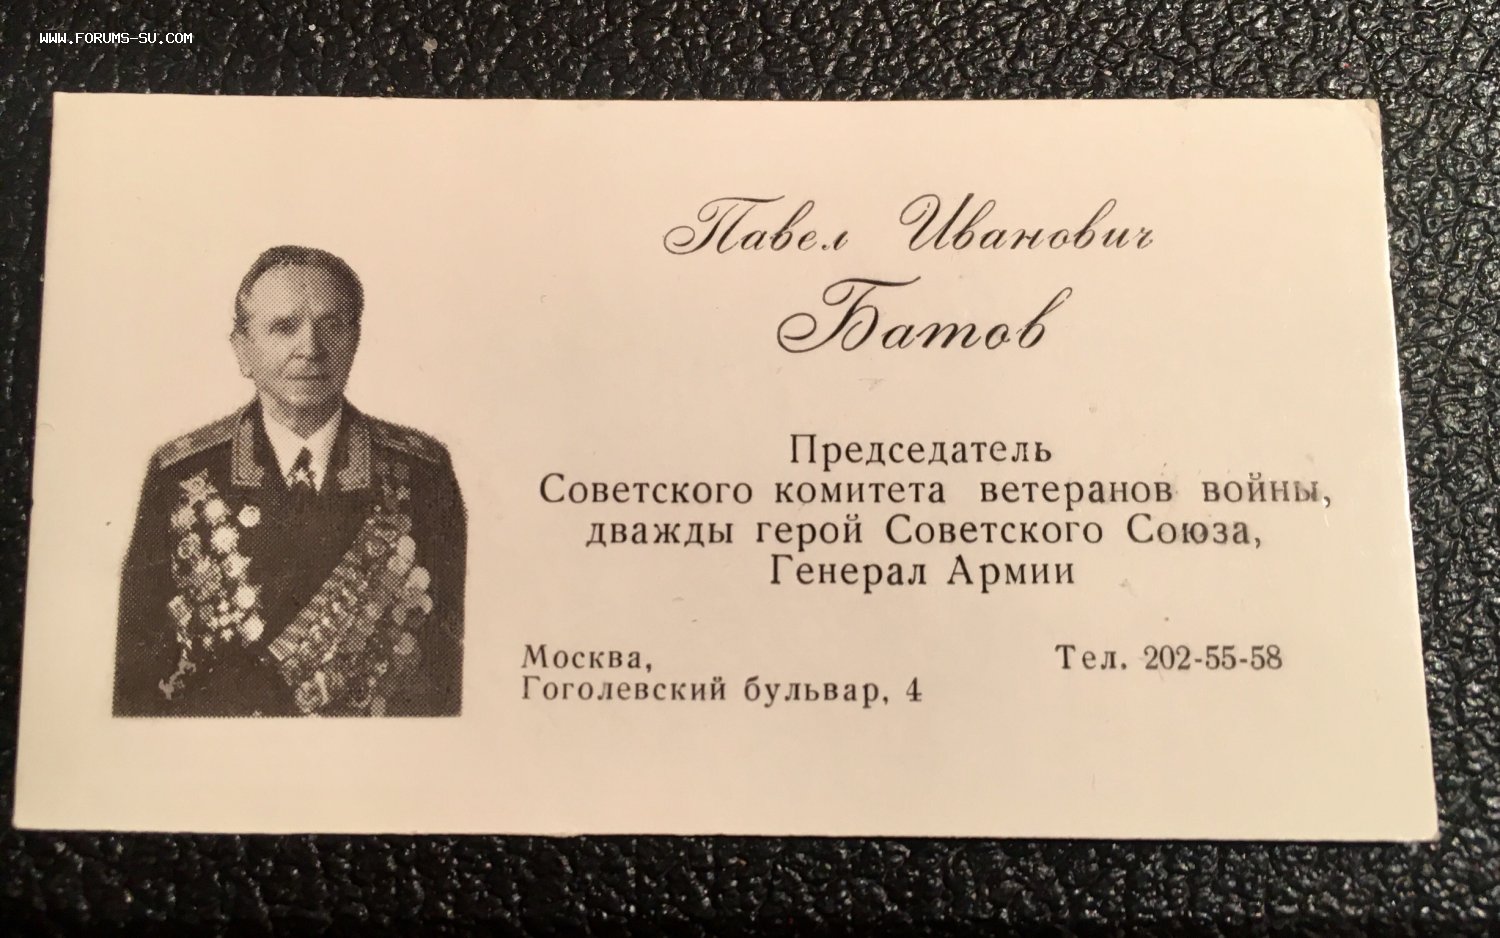 WWW.FORUMS-SU.COM
Павел Иванович
Батов
Председатель
Советского комитета ветеранов войны,
дважды герой Советского Союза,
Генерал Армии
Москва,
Гоголевский бульвар, 4
Тел. 202-55-58